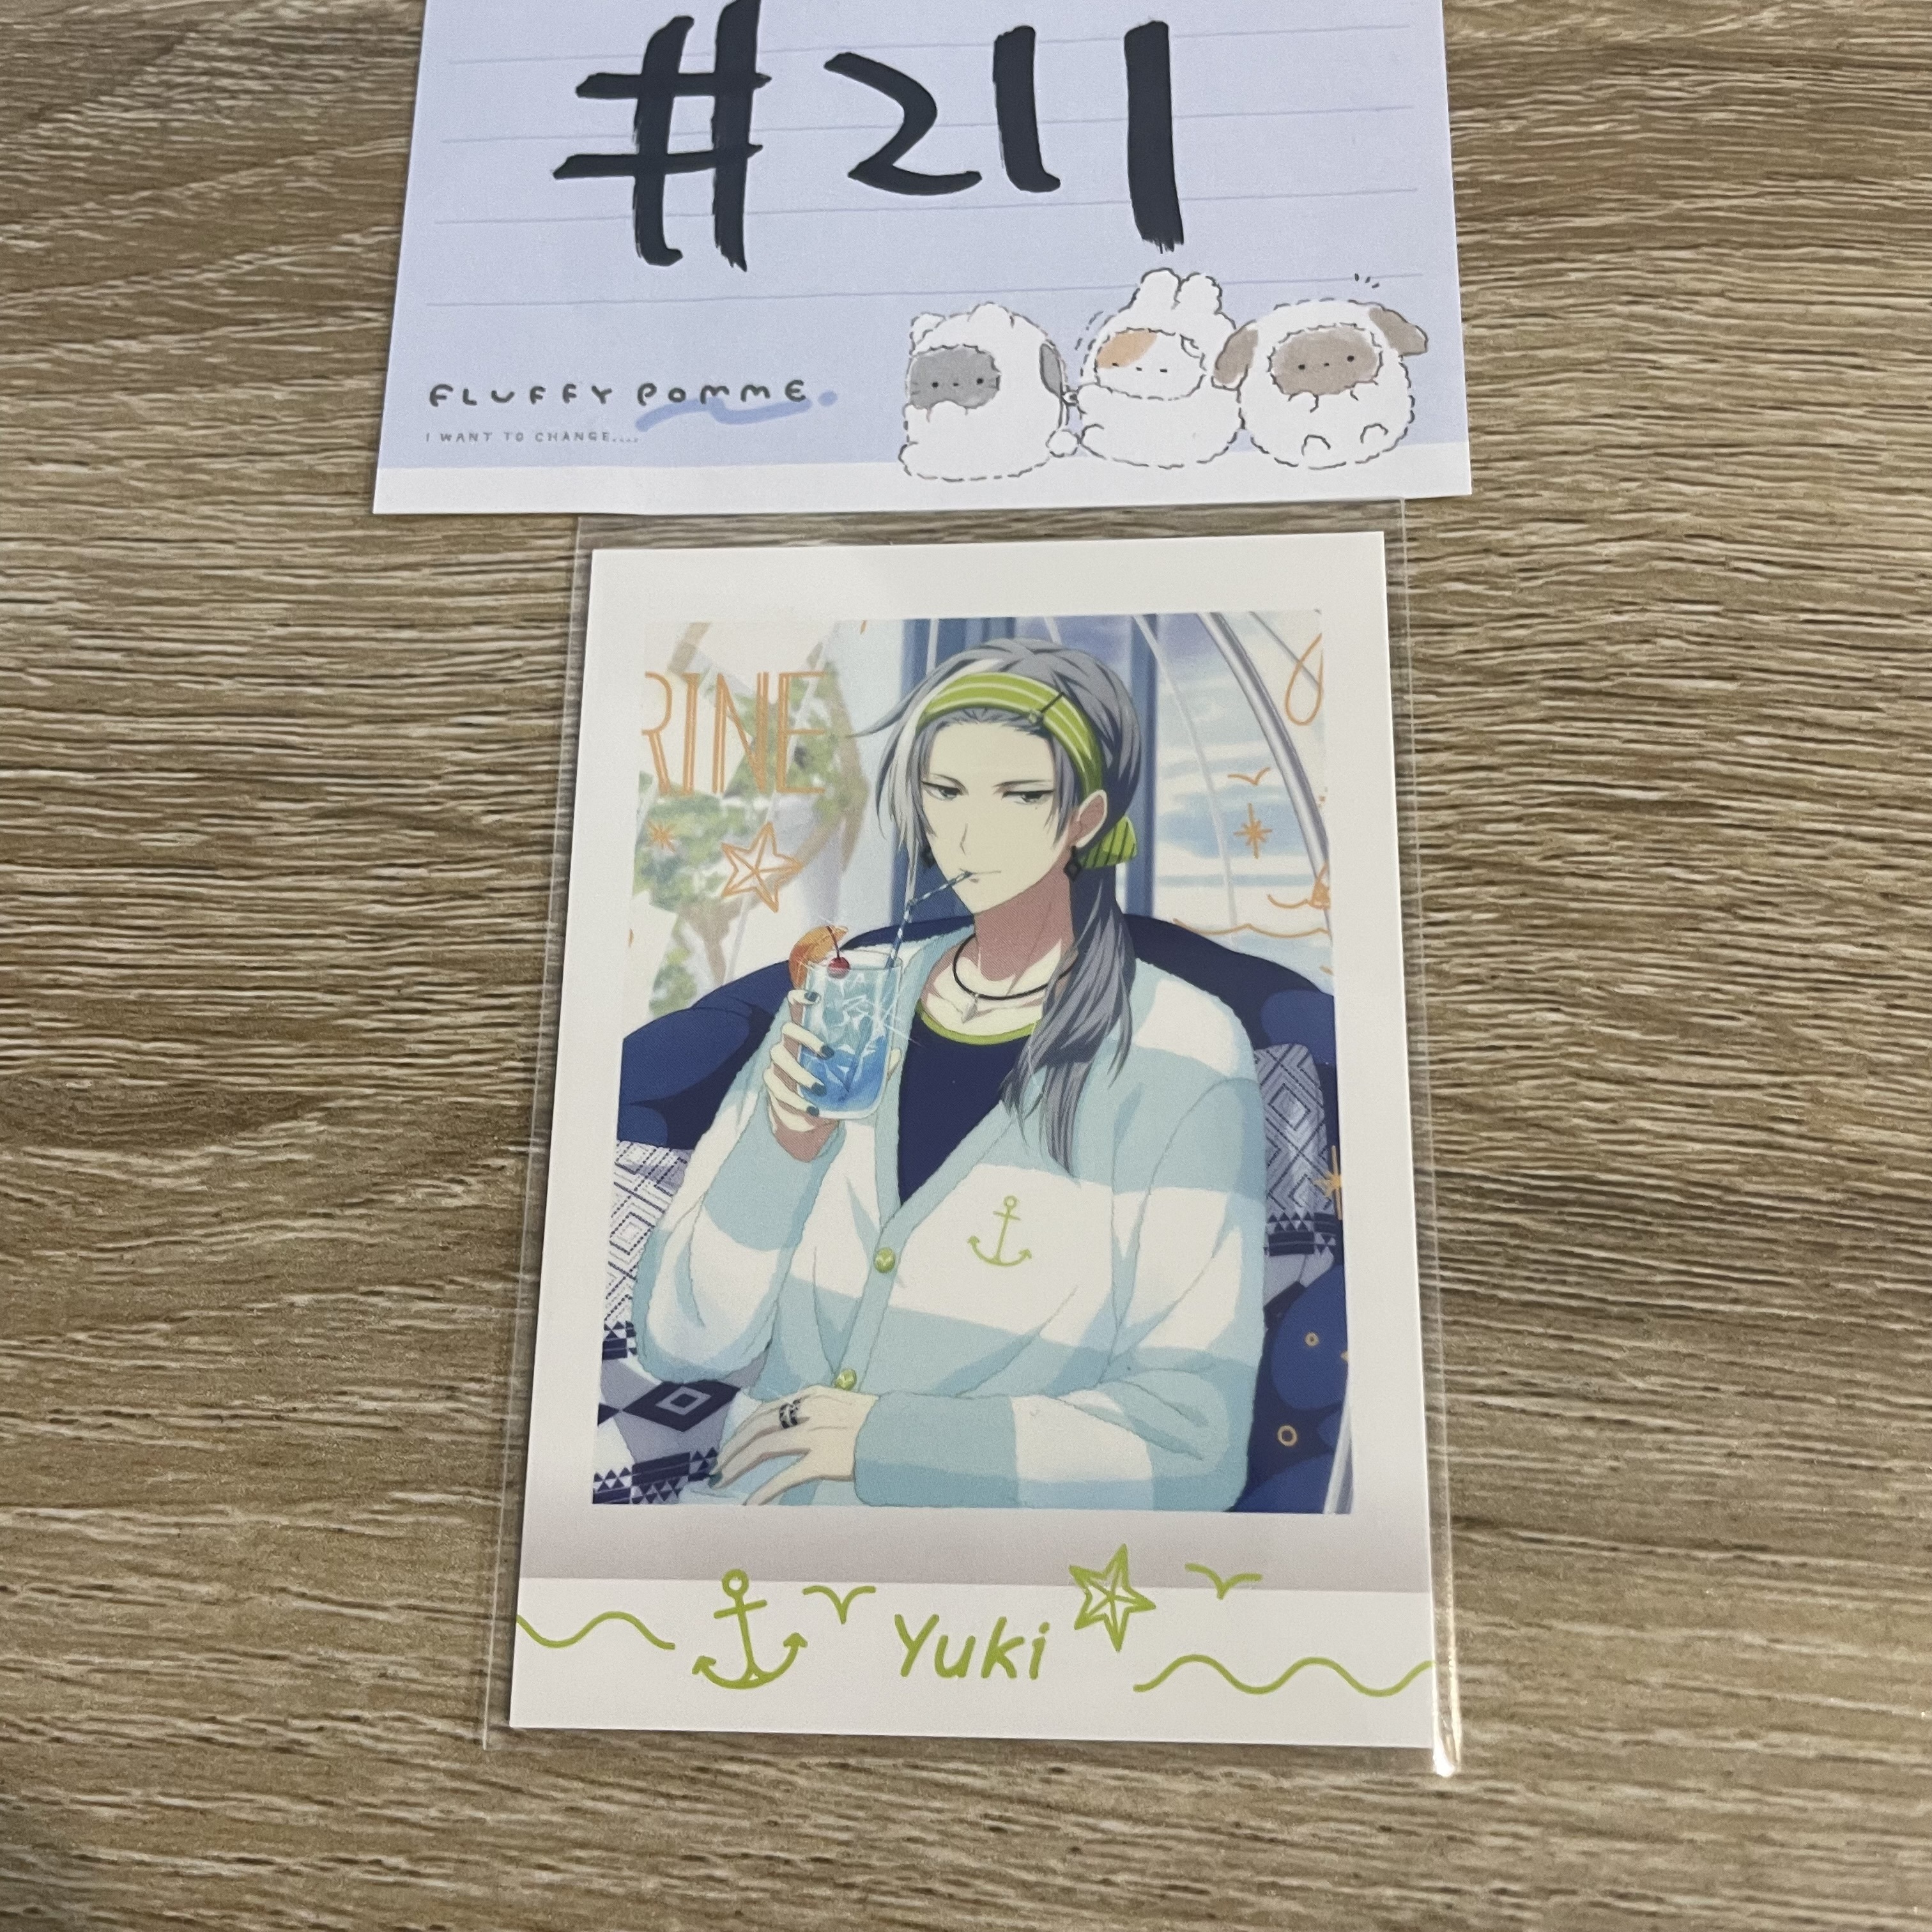 #211
FLUFFY POMME.
I WANT TO CHANGE....
RINE
Yuki